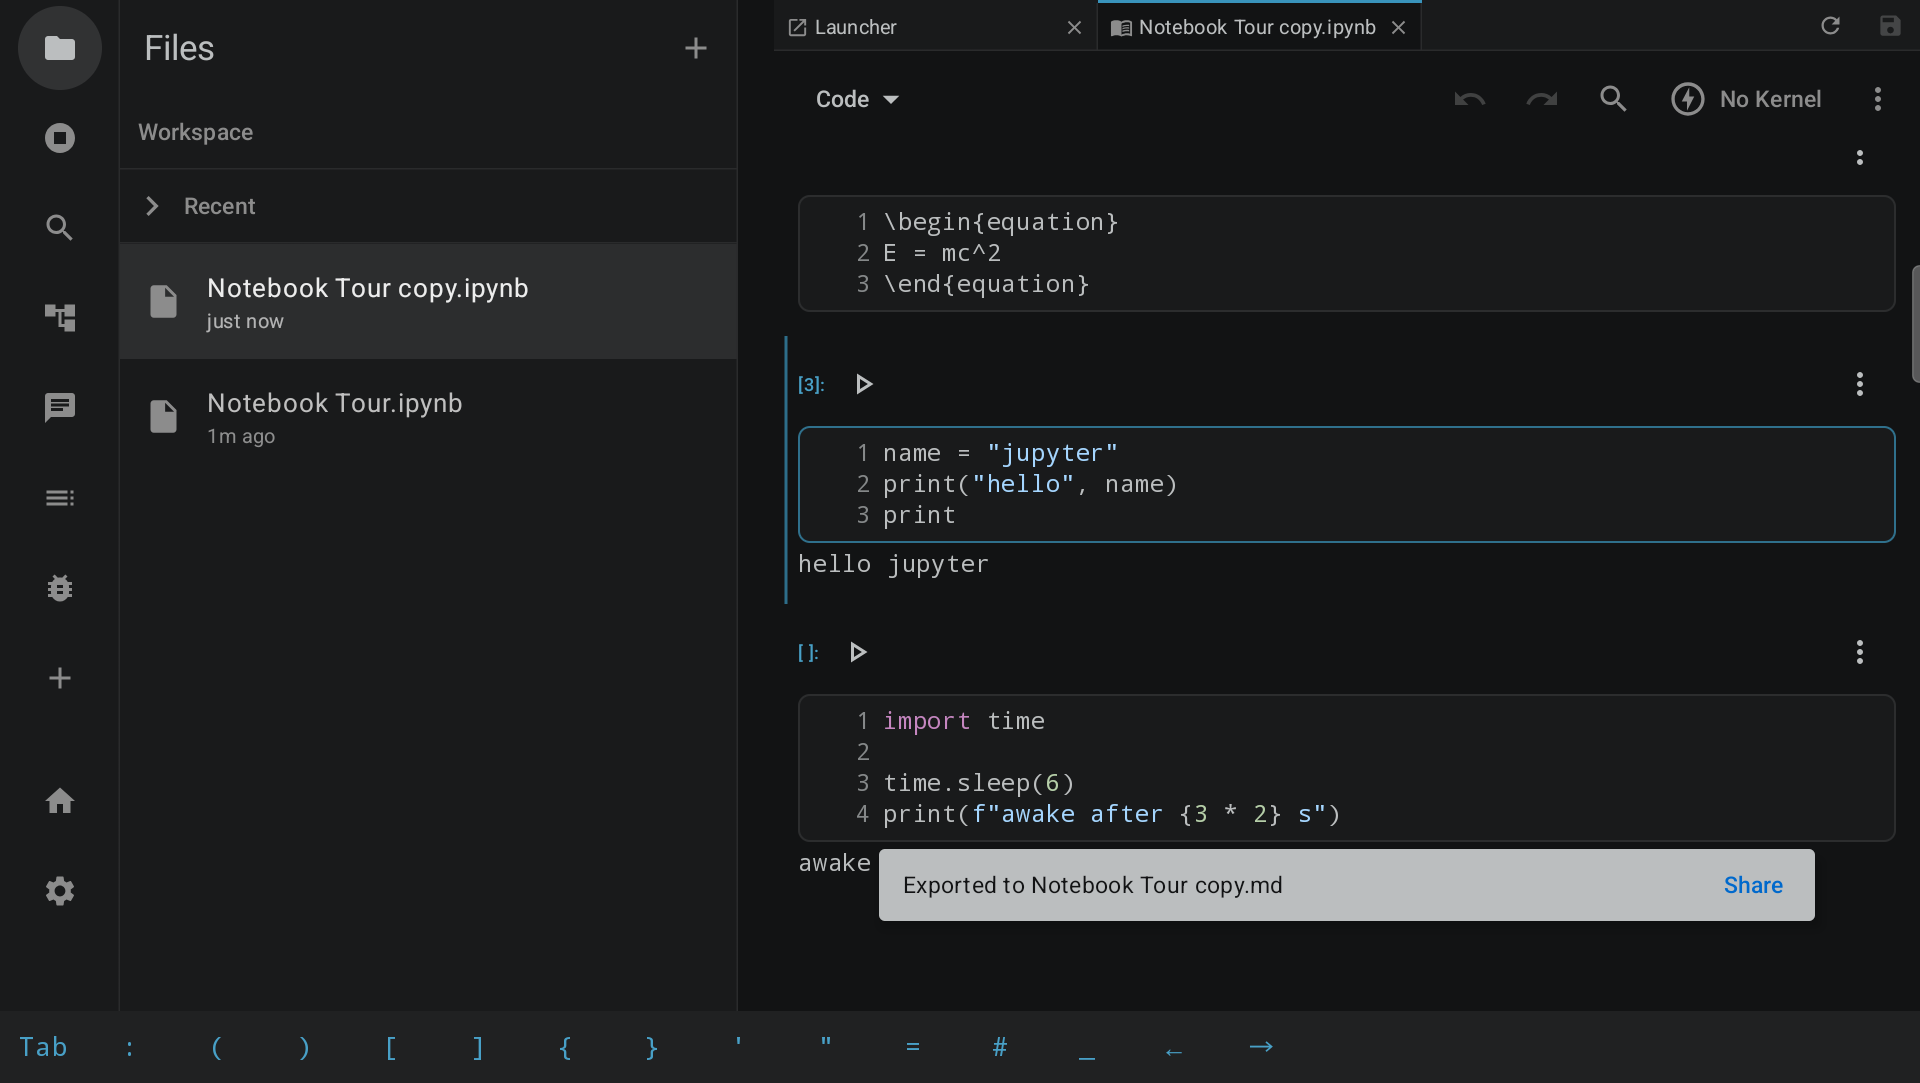 Files
Workspace
Recent
Notebook Tour copy.ipynb
just now
Notebook Tour.ipynb
1m ago
Launcher
Notebook Tour copy.ipynb
Code
No Kernel
1 \begin{equation}
2 E = mc^2
3 \end{equation}
[3]:
1 name = "jupyter"
2 print("hello", name)
3 print
hello jupyter
[ ]:
1 import time
2
3 time.sleep(6)
4 print(f"awake after {3 * 2} s")
awake
Exported to Notebook Tour copy.md
Share
Tab : ( ) [ ] { } ' " = # _ ← →